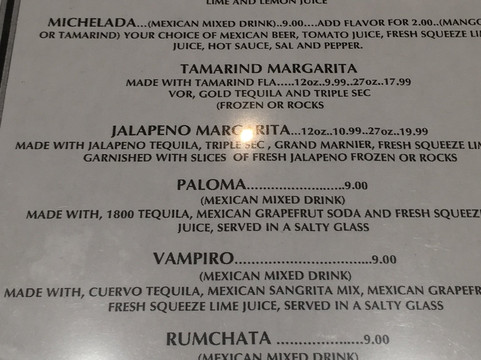 LIME AND LEMON JUICE
MICHELADA...(MEXICAN MIXED DRINK)..9.00....ADD FLAVOR FOR 2.00..(MANGO
OR TAMARIND) YOUR CHOICE OF MEXICAN BEER, TOMATO JUICE, FRESH SQUEEZE LIM
JUICE, HOT SAUCE, SAL AND PEPPER.
TAMARIND MARGARITA
MADE WITH TAMARIND FLA.....12oz..9.99..27oz..17.99
VOR, GOLD TEQUILA AND TRIPLE SEC
(FROZEN OR ROCKS
JALAPENO MARGARITA...12oz..10.99..27oz..19.99
MADE WITH JALAPENO TEQUILA, TRIPLE SEC , GRAND MARNIER, FRESH SQUEEZE LIM
GARNISHED WITH SLICES OF FRESH JALAPENO FROZEN OR ROCKS
PALOMA.........................9.00
(MEXICAN MIXED DRINK)
MADE WITH, 1800 TEQUILA, MEXICAN GRAPEFRUT SODA AND FRESH SQUEEZ
JUICE, SERVED IN A SALTY GLASS
VAMPIRO..................................9.00
(MEXICAN MIXED DRINK)
MADE WITH, CUERVO TEQUILA, MEXICAN SANGRITA MIX, MEXICAN GRAPEFR
FRESH SQUEEZE LIME JUICE, SERVED IN A SALTY GLASS
RUMCHATA .....................9.00
(MEXICAN MIXED DRINK)